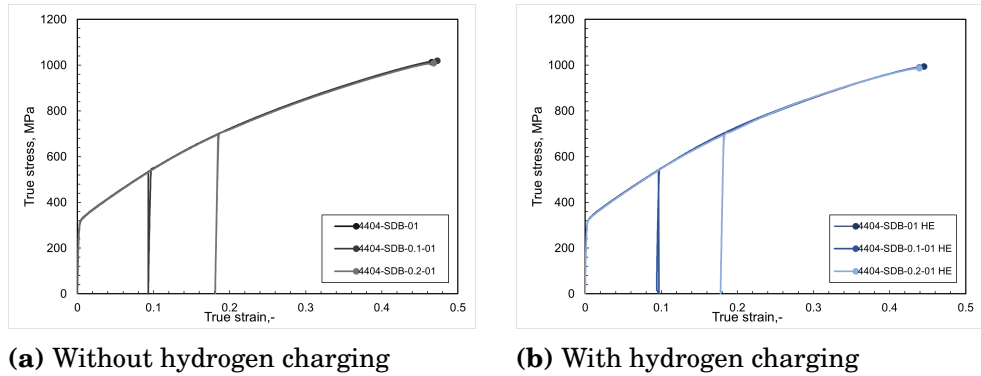 1200
1000
800
600
400
200
0
True stress, MPa
0
0.1
0.2
0.3
0.4
0.5
True strain,-
4404-SDB-01
4404-SDB-0.1-01
4404-SDB-0.2-01
(a) Without hydrogen charging
1200
1000
800
600
400
200
0
True stress, MPa
0
0.1
0.2
0.3
0.4
0.5
True strain,-
4404-SDB-01 HE
4404-SDB-0.1-01 HE
4404-SDB-0.2-01 HE
(b) With hydrogen charging